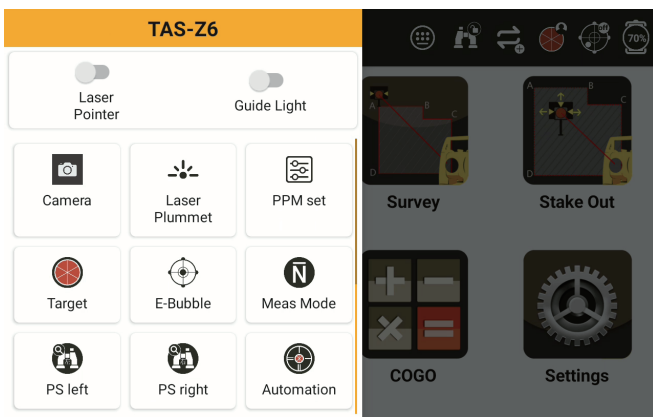 TAS-Z6
Laser
Pointer
Guide Light
Camera
Laser
Plummet
PPM set
Target
E-Bubble
N
Meas Mode
PS left
PS right
Automation
off
70%
A
B
C
D
Survey
A
B
C
D
Stake Out
COGO
Settings